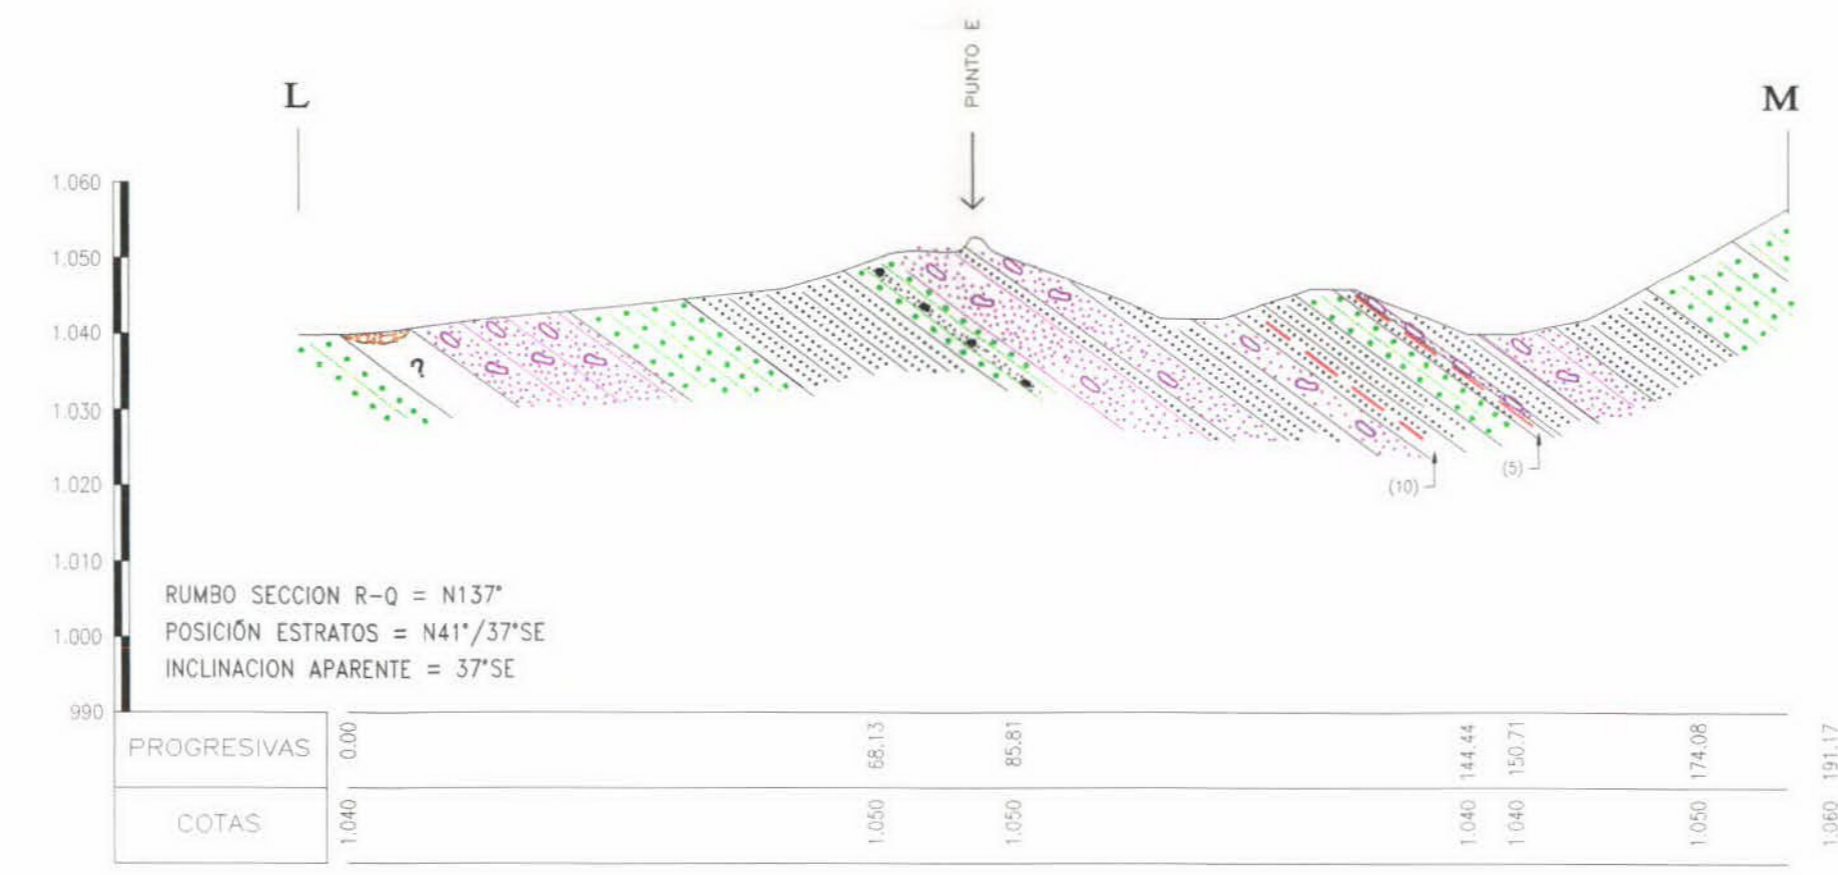 PUNTO E
L
M
1.060
1.050
1.040
1.030
1.020
1.010
1.000
990
?
(10)
(5)
RUMBO SECCION R-Q = N137°
POSICIÓN ESTRATOS = N41°/37°SE
INCLINACION APARENTE = 37°SE
PROGRESIVAS 0.00 68.13 85.81 144.44 150.71 174.08 191.17
COTAS 1.040 1.050 1.050 1.040 1.040 1.050 1.060